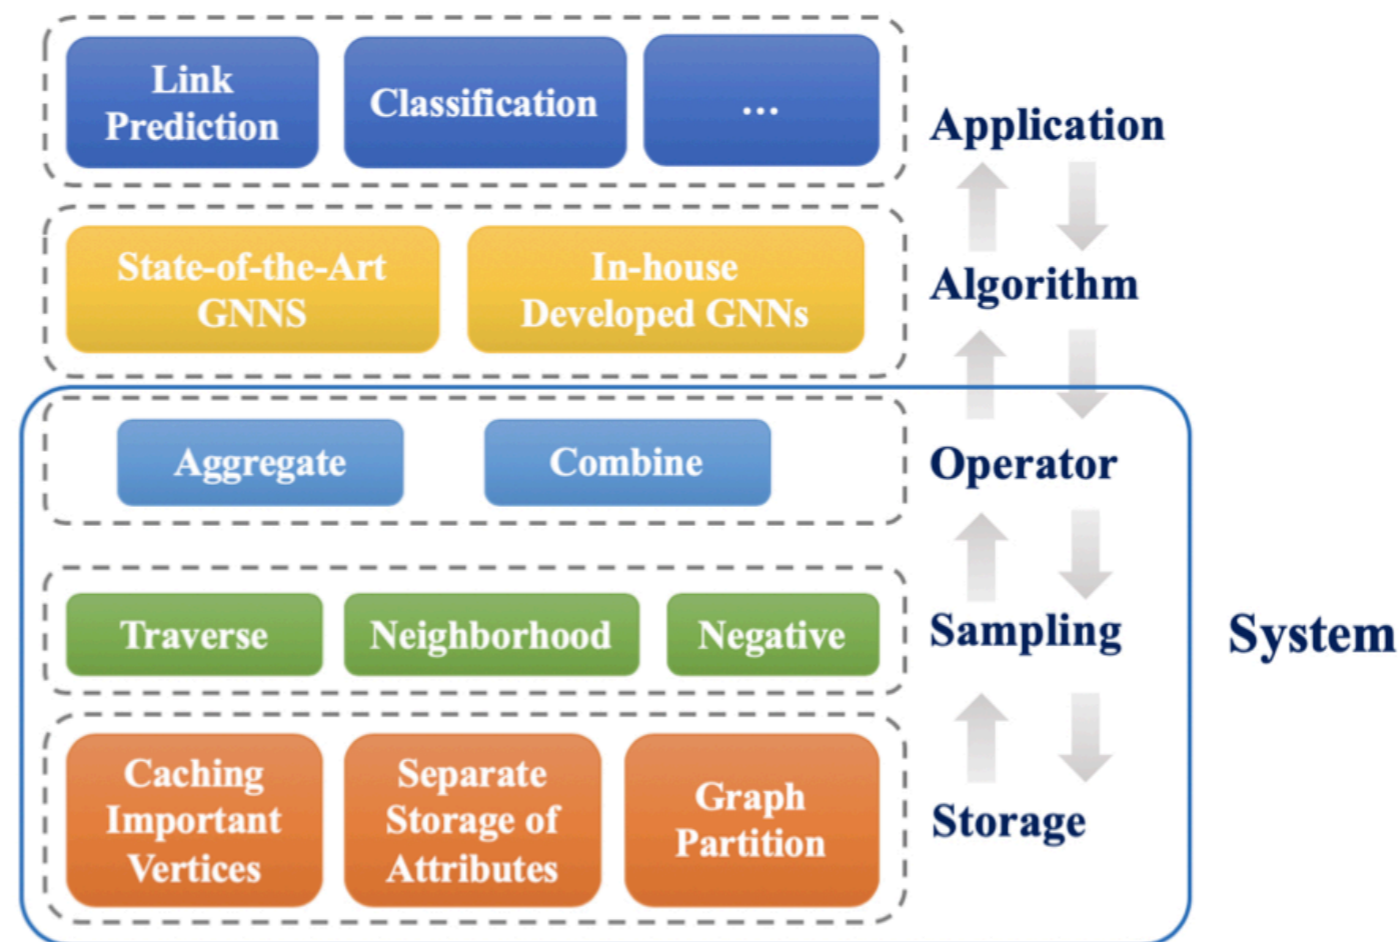 Link
Prediction
Classification
...
Application
State-of-the-Art
GNNS
In-house
Developed GNNs
Algorithm
Aggregate
Combine
Operator
Traverse
Neighborhood
Negative
Sampling
System
Caching
Important
Vertices
Separate
Storage of
Attributes
Graph
Partition
Storage